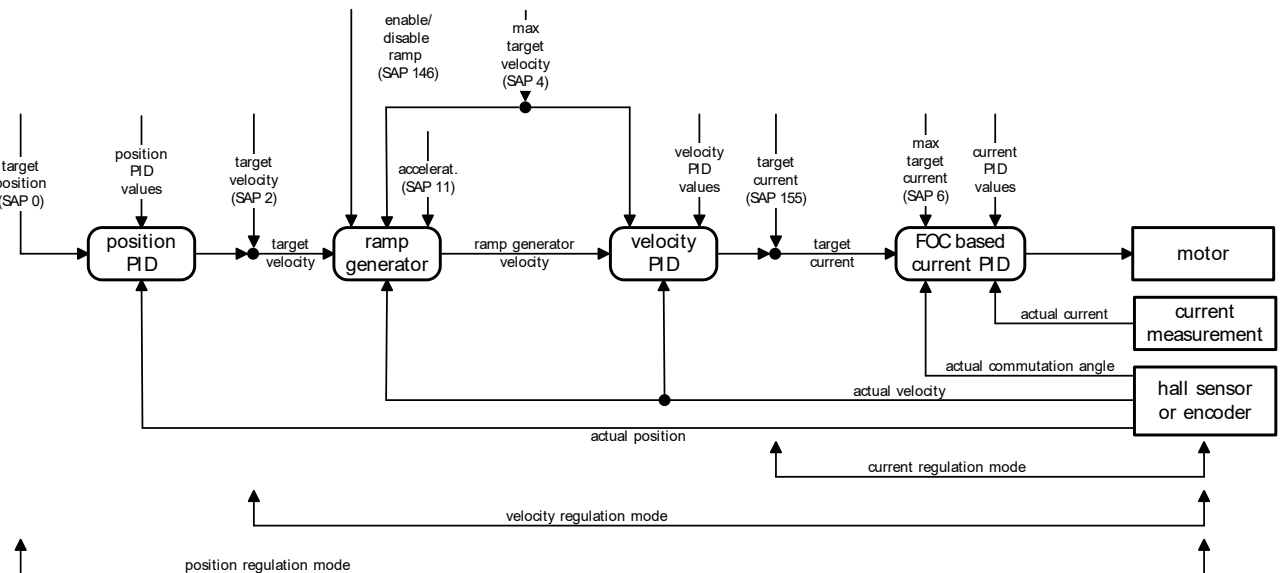 enable/
disable
ramp
(SAP 146)
max
target
velocity
(SAP 4)
target
position
(SAP 0)
position
PID
values
target
velocity
(SAP 2)
accelerat.
(SAP 11)
velocity
PID
values
target
current
(SAP 155)
max
target
current
(SAP 6)
current
PID
values
position
PID
target
velocity
ramp
generator
ramp generator
velocity
velocity
PID
target
current
FOC based
current PID
motor
actual current
current
measurement
actual commutation angle
actual velocity
hall sensor
or encoder
actual position
current regulation mode
velocity regulation mode
position regulation mode